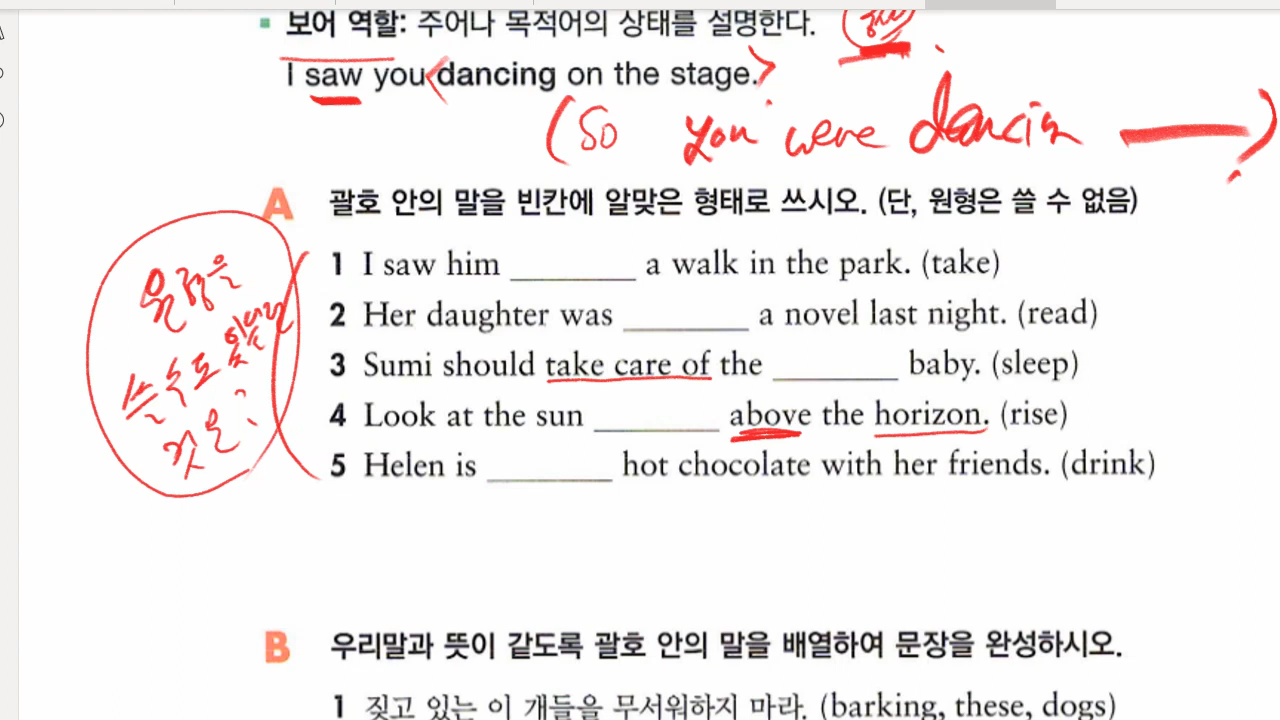 보어 역할: 주어나 목적어의 상태를 설명한다.
I saw you dancing on the stage.
(So you were dancin )
A 괄호 안의 말을 빈칸에 알맞은 형태로 쓰시오. (단, 원형은 쓸 수 없음)
원형을
쓸 수도 있는
것은?
1 I saw him ________ a walk in the park. (take)
2 Her daughter was ________ a novel last night. (read)
3 Sumi should take care of the ________ baby. (sleep)
4 Look at the sun ________ above the horizon. (rise)
5 Helen is ________ hot chocolate with her friends. (drink)
B 우리말과 뜻이 같도록 괄호 안의 말을 배열하여 문장을 완성하시오.
1 짖고 있는 이 개들을 무서워하지 마라. (barking, these, dogs)